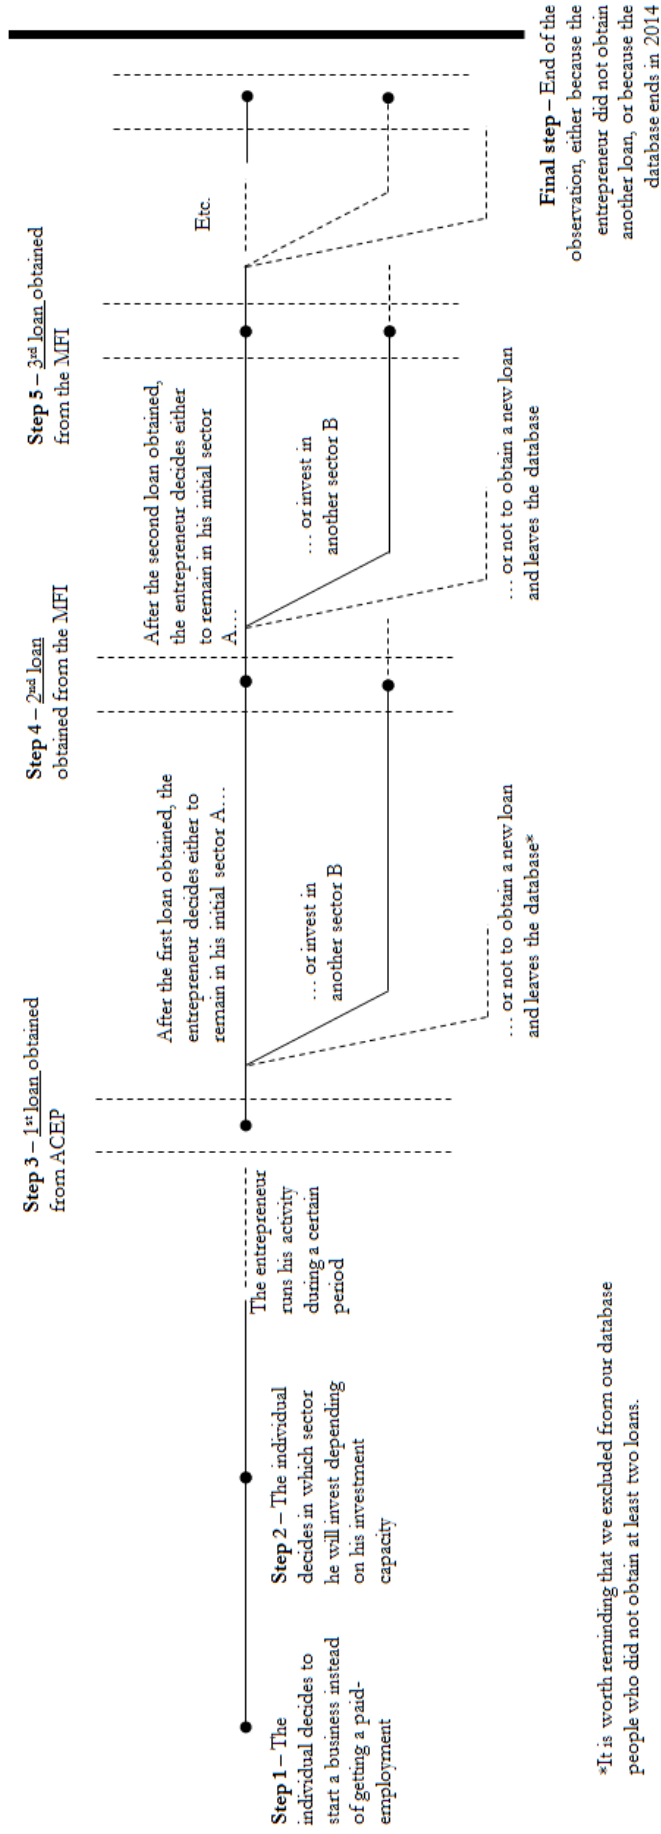 Step 1 – The
individual decides to
start a business instead
of getting a paid-
employment
Step 2 – The individual
decides in which sector
he will invest depending
on his investment
capacity
The entrepreneur
runs his activity
during a certain
period
Step 3 – 1st loan obtained
from ACEP
After the first loan obtained, the
entrepreneur decides either to
remain in his initial sector A…
… or invest in
another sector B
… or not to obtain a new loan
and leaves the database*
Step 4 – 2nd loan
obtained from the MFI
After the second loan obtained,
the entrepreneur decides either
to remain in his initial sector
A…
… or invest in
another sector B
… or not to obtain a new loan
and leaves the database
Step 5 – 3rd loan obtained
from the MFI
Etc.
Final step – End of the
observation, either because the
entrepreneur did not obtain
another loan, or because the
database ends in 2014
*It is worth reminding that we excluded from our database
people who did not obtain at least two loans.